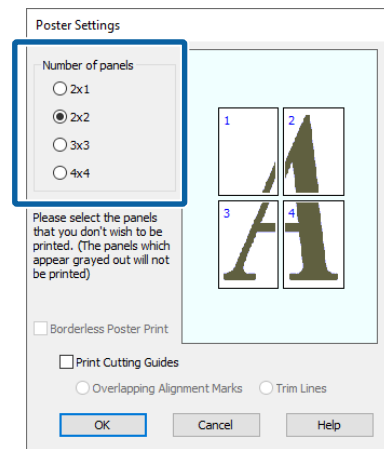 Poster Settings
Number of panels
2x1
2x2
3x3
4x4
1
2
3
4
Please select the panels
that you don't wish to be
printed. (The panels which
appear grayed out will not
be printed)
Borderless Poster Print
Print Cutting Guides
Overlapping Alignment Marks Trim Lines
OK Cancel Help